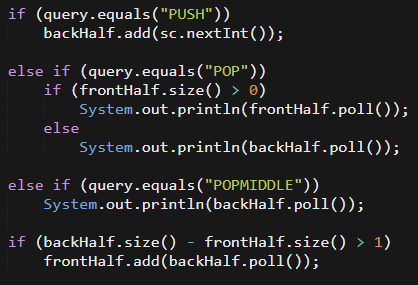 if (query.equals("PUSH"))
    backHalf.add(sc.nextInt());

else if (query.equals("POP"))
    if (frontHalf.size() > 0)
        System.out.println(frontHalf.poll());
    else
        System.out.println(backHalf.poll());

else if (query.equals("POPMIDDLE"))
    System.out.println(backHalf.poll());

if (backHalf.size() - frontHalf.size() > 1)
    frontHalf.add(backHalf.poll());